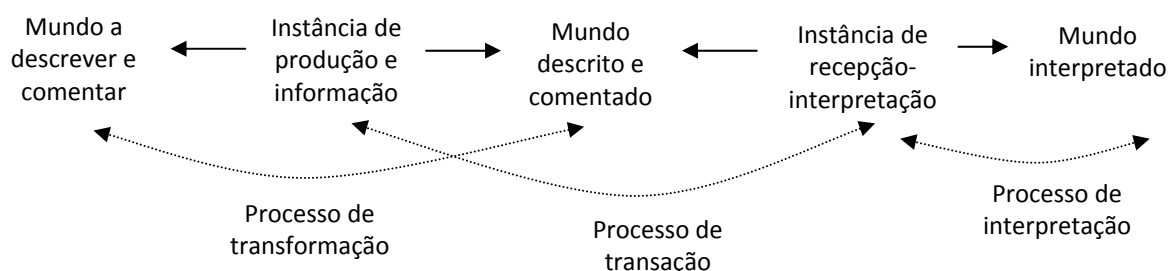 Mundo a
descrever e
comentar
Instância de
produção e
informação
Mundo
descrito e
comentado
Instância de
recepção-
interpretação
Mundo
interpretado
Processo de
transformação
Processo de
transação
Processo de
interpretação